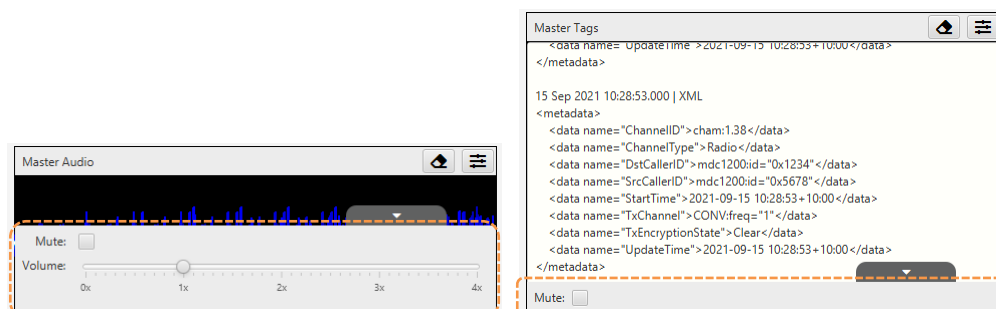 Master Audio
Mute:
Volume:
0x 1x 2x 3x 4x
Master Tags
<data name="UpdateTime">2021-09-15 10:28:53+10:00</data>
</metadata>
15 Sep 2021 10:28:53.000 | XML
<metadata>
<data name="ChannelID">cham:1.38</data>
<data name="ChannelType">Radio</data>
<data name="DstCallerID">mdc1200:id="0x1234"</data>
<data name="SrcCallerID">mdc1200:id="0x5678"</data>
<data name="StartTime">2021-09-15 10:28:53+10:00</data>
<data name="TxChannel">CONV:freq="1"</data>
<data name="TxEncryptionState">Clear</data>
<data name="UpdateTime">2021-09-15 10:28:53+10:00</data>
</metadata>
Mute: